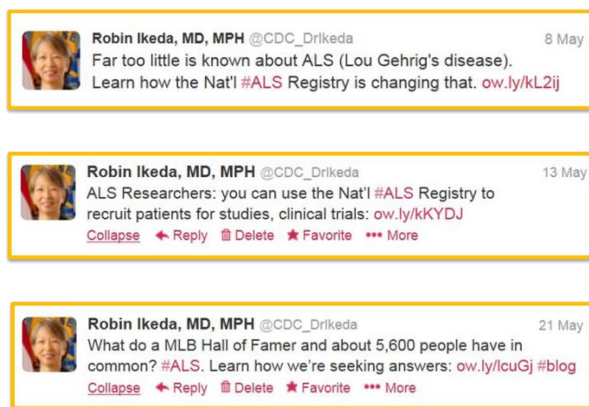 Robin Ikeda, MD, MPH @CDC_DrIkeda 8 May
Far too little is known about ALS (Lou Gehrig's disease).
Learn how the Nat'l #ALS Registry is changing that. ow.ly/kL2ij
Robin Ikeda, MD, MPH @CDC_DrIkeda 13 May
ALS Researchers: you can use the Nat'l #ALS Registry to
recruit patients for studies, clinical trials: ow.ly/kKYDJ
Collapse Reply Delete Favorite More
Robin Ikeda, MD, MPH @CDC_DrIkeda 21 May
What do a MLB Hall of Famer and about 5,600 people have in
common? #ALS. Learn how we're seeking answers: ow.ly/lcuGj #blog
Collapse Reply Delete Favorite More